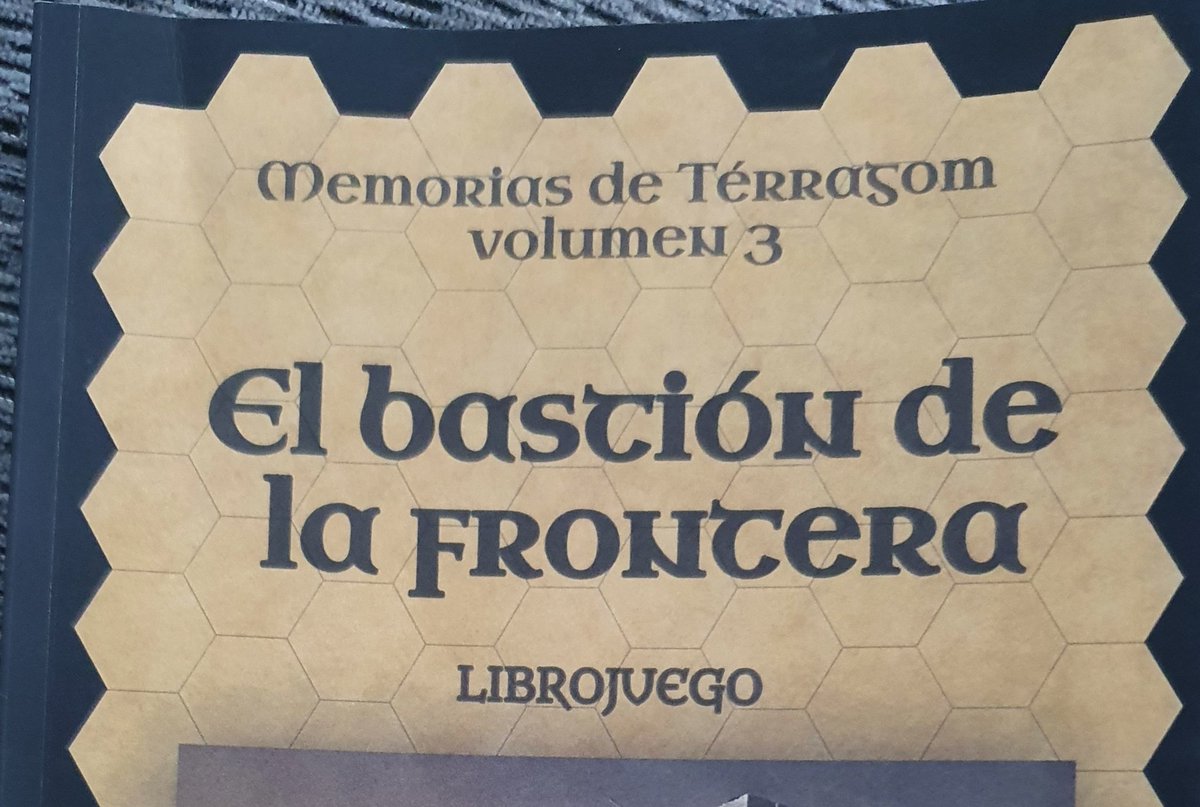 Memorias de Térragom
volumen 3
El bastión de
la frontera
LIBROJUEGO